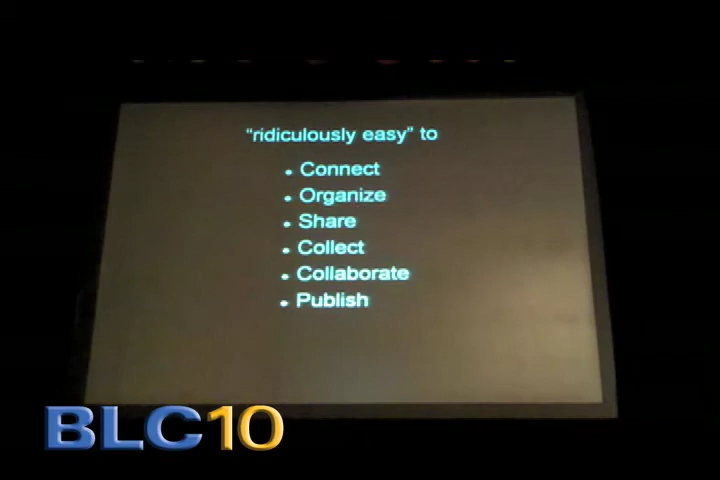 "ridiculously easy" to
• Connect
• Organize
• Share
• Collect
• Collaborate
• Publish
BLC10